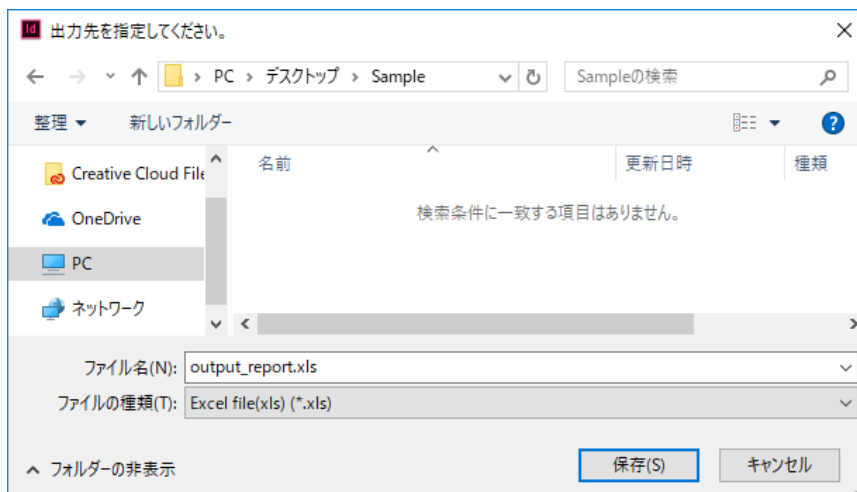 Id 出力先を指定してください。
PC › デスクトップ › Sample
Sampleの検索
整理 新しいフォルダー
名前 更新日時 種類
検索条件に一致する項目はありません。
Creative Cloud File
OneDrive
PC
ネットワーク
ファイル名(N): output_report.xls
ファイルの種類(T): Excel file(xls) (*.xls)
フォルダーの非表示 保存(S) キャンセル